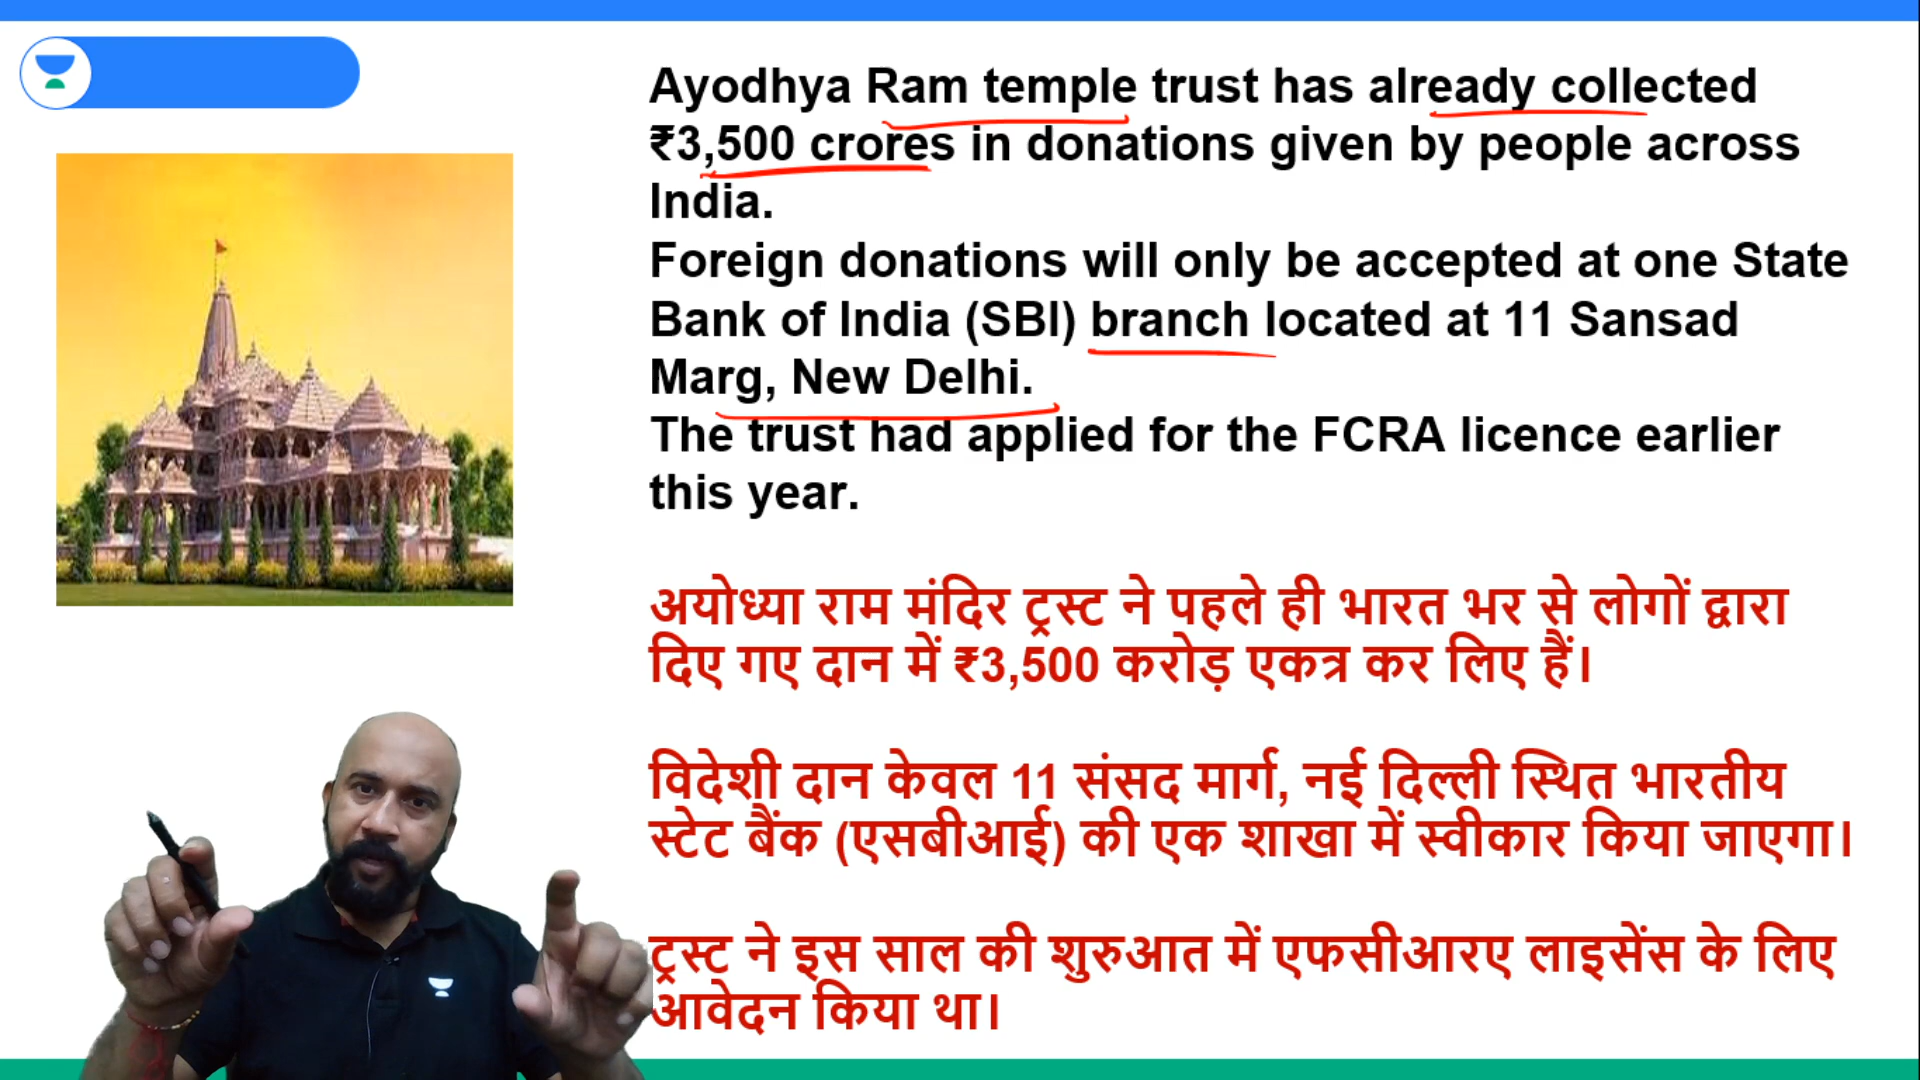 Ayodhya Ram temple trust has already collected
₹3,500 crores in donations given by people across
India.
Foreign donations will only be accepted at one State
Bank of India (SBI) branch located at 11 Sansad
Marg, New Delhi.
The trust had applied for the FCRA licence earlier
this year.
अयोध्या राम मंदिर ट्रस्ट ने पहले ही भारत भर से लोगों द्वारा
दिए गए दान में ₹3,500 करोड़ एकत्र कर लिए हैं।
विदेशी दान केवल 11 संसद मार्ग, नई दिल्ली स्थित भारतीय
स्टेट बैंक (एसबीआई) की एक शाखा में स्वीकार किया जाएगा।
ट्रस्ट ने इस साल की शुरुआत में एफसीआरए लाइसेंस के लिए
आवेदन किया था।